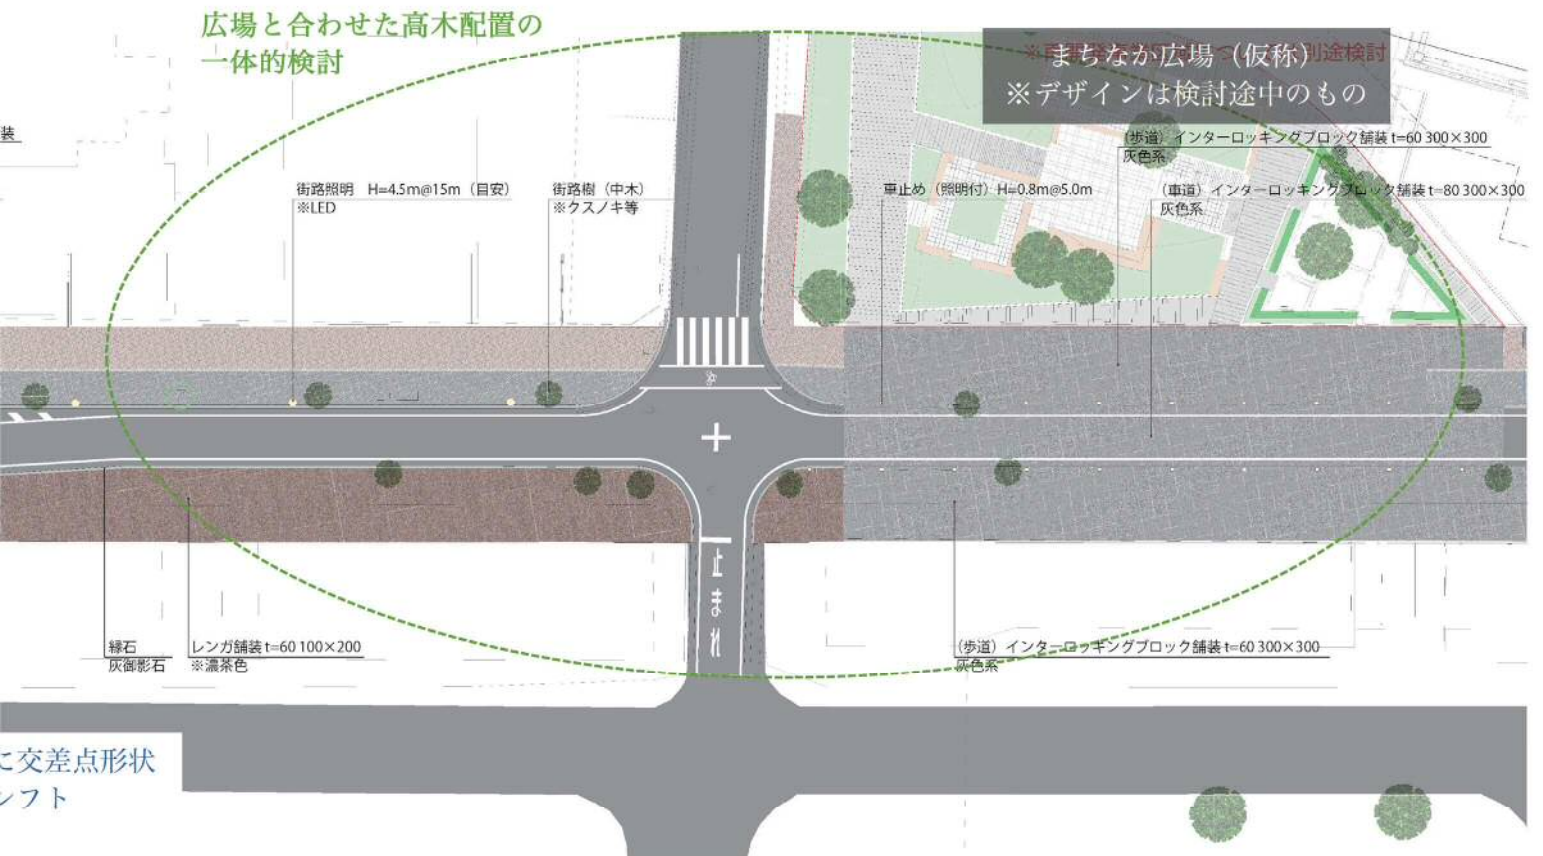 広場と合わせた高木配置の
一体的検討
まちなか広場（仮称）
※デザインは検討途中のもの
別途検討
装
（歩道）インターロッキングブロック舗装 t=60 300×300
灰色系
街路照明　H=4.5m@15m（目安）
※LED
街路樹（中木）
※クスノキ等
車止め（照明付）H=0.8m@5.0m
（車道）インターロッキングブロック舗装 t=80 300×300
灰色系
止まれ
縁石
灰御影石
レンガ舗装 t=60 100×200
※濃茶色
（歩道）インターロッキングブロック舗装 t=60 300×300
灰色系
に交差点形状
シフト